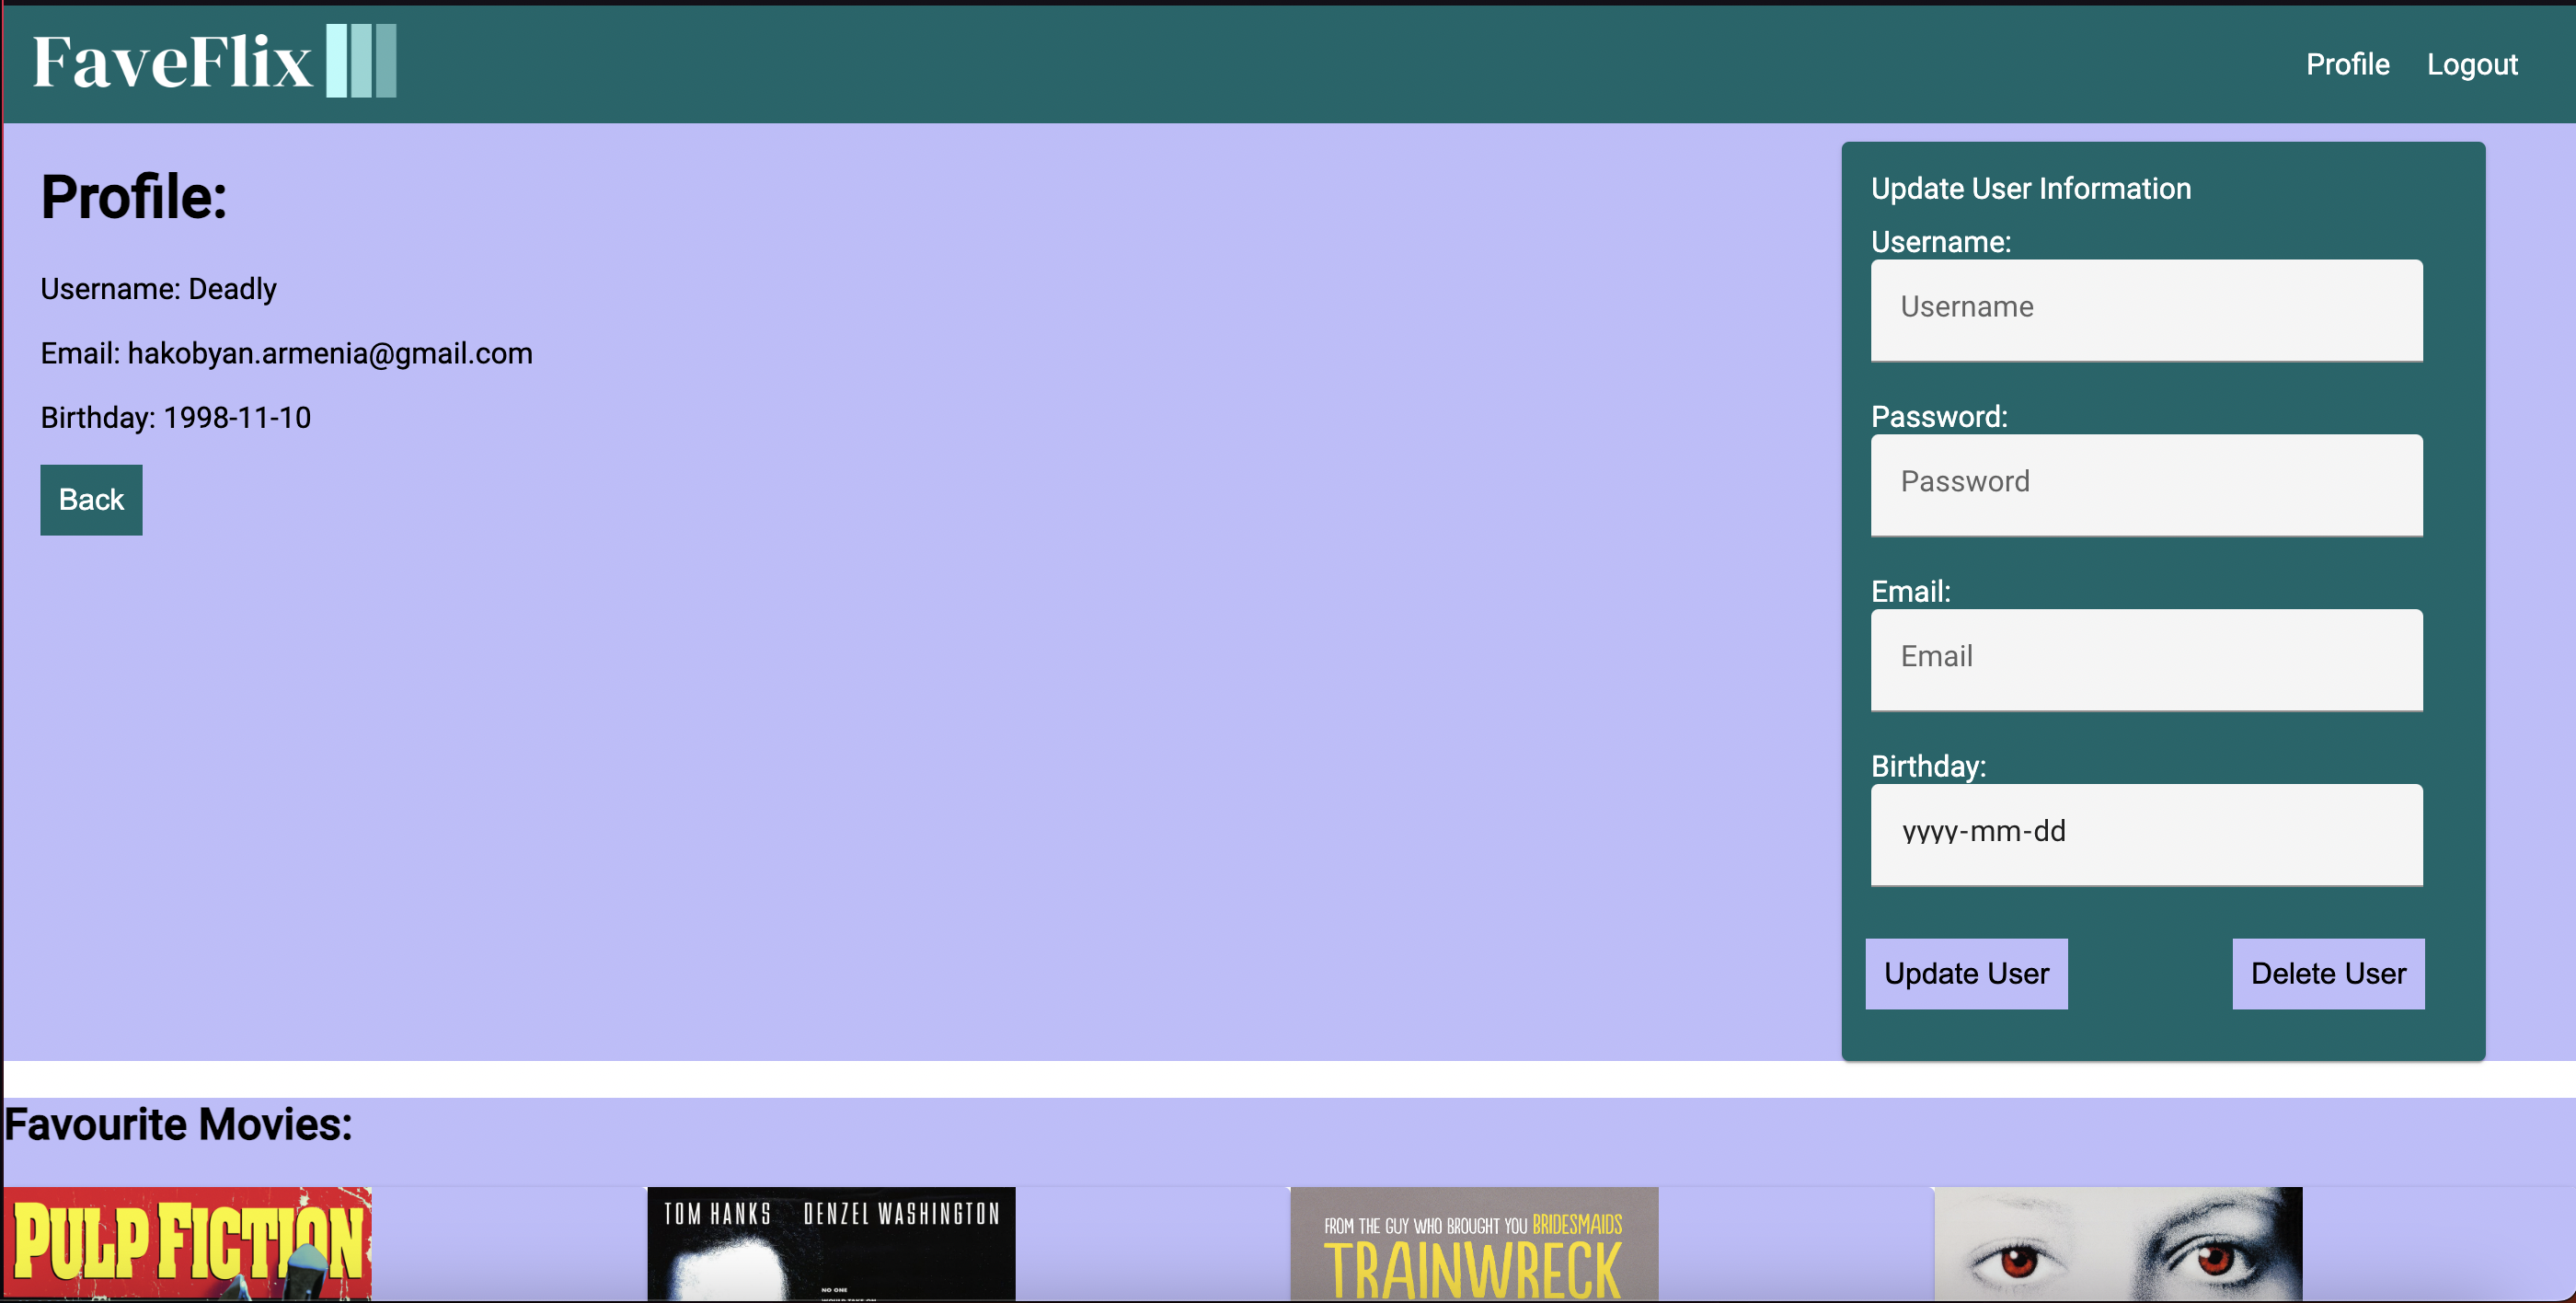 FaveFlix
Profile Logout
Profile:
Username: Deadly
Email: hakobyan.armenia@gmail.com
Birthday: 1998-11-10
Back
Update User Information
Username:
Username
Password:
Password
Email:
Email
Birthday:
yyyy-mm-dd
Update User
Delete User
Favourite Movies:
PULP FICTION
TOM HANKS DENZEL WASHINGTON
NO ONE
FROM THE GUY WHO BROUGHT YOU BRIDESMAIDS
TRAINWRECK